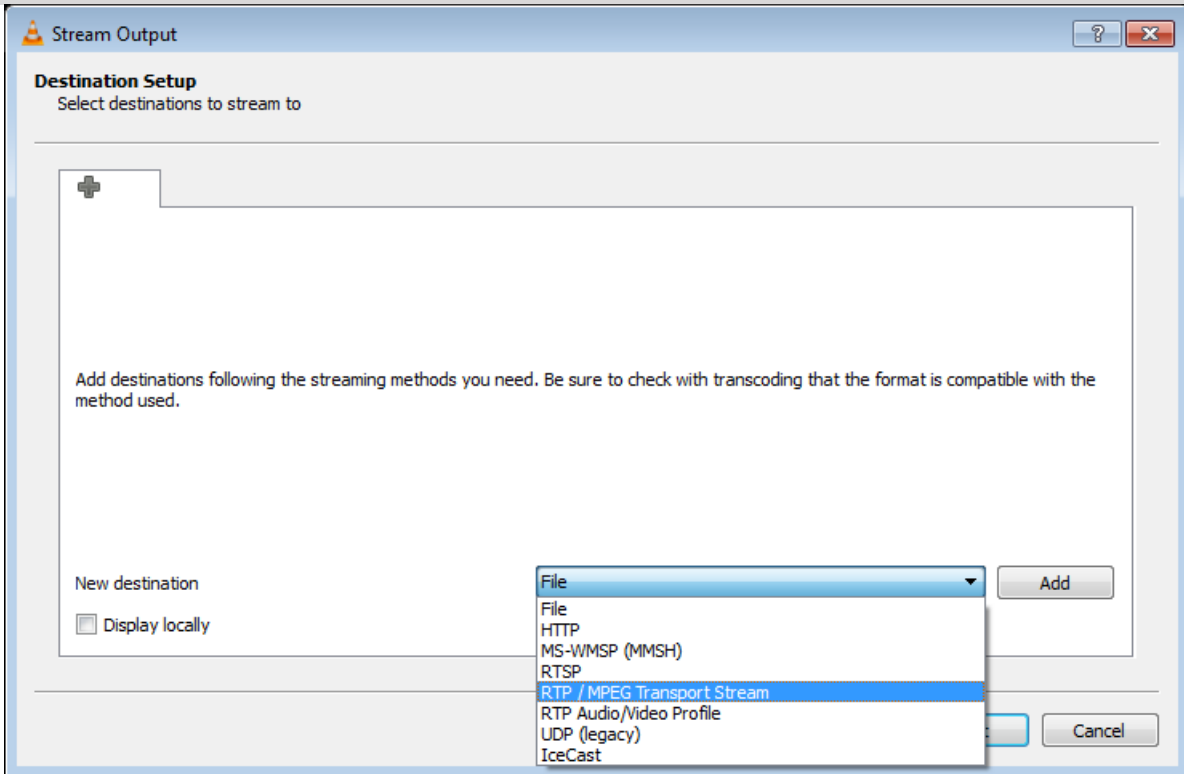 Stream Output
Destination Setup
Select destinations to stream to
Add destinations following the streaming methods you need. Be sure to check with transcoding that the format is compatible with the
method used.
New destination
File
Add
Display locally
File
HTTP
MS-WMSP (MMSH)
RTSP
RTP / MPEG Transport Stream
RTP Audio/Video Profile
UDP (legacy)
IceCast
Cancel